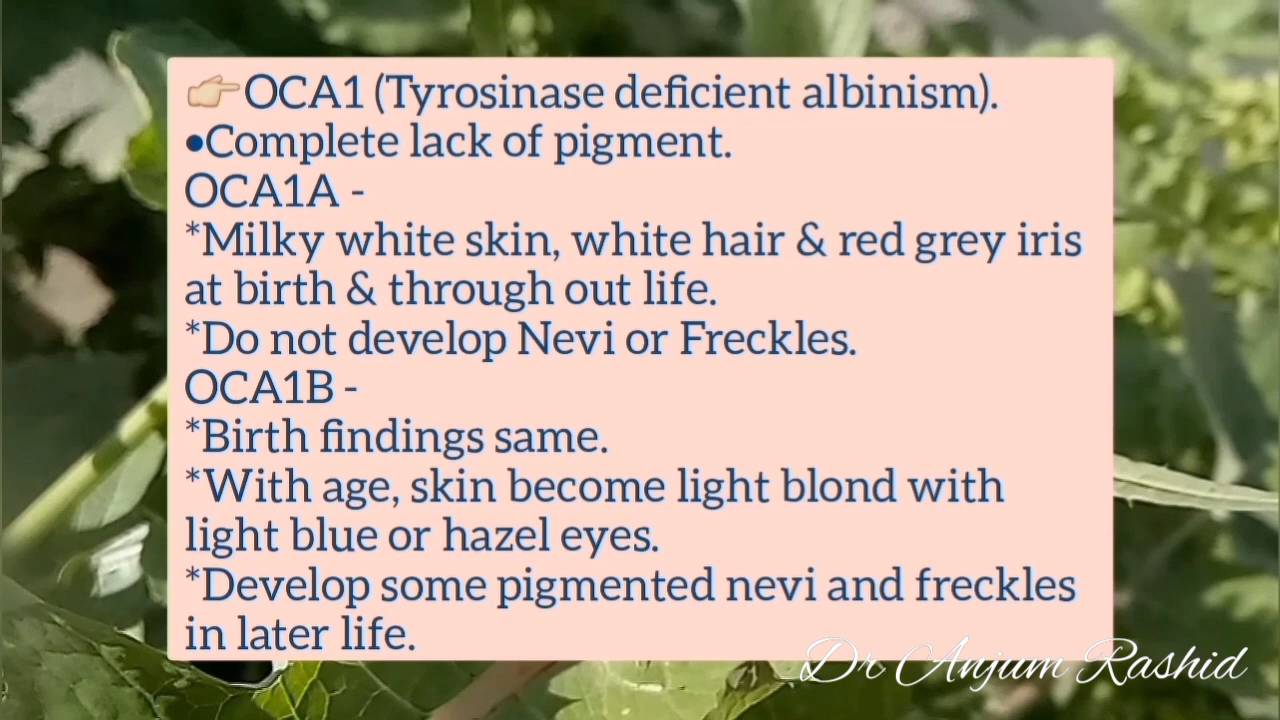 👉OCA1 (Tyrosinase deficient albinism).
•Complete lack of pigment.
OCA1A -
*Milky white skin, white hair & red grey iris
at birth & through out life.
*Do not develop Nevi or Freckles.
OCA1B -
*Birth findings same.
*With age, skin become light blond with
light blue or hazel eyes.
*Develop some pigmented nevi and freckles
in later life.
Dr Anjum Rashid